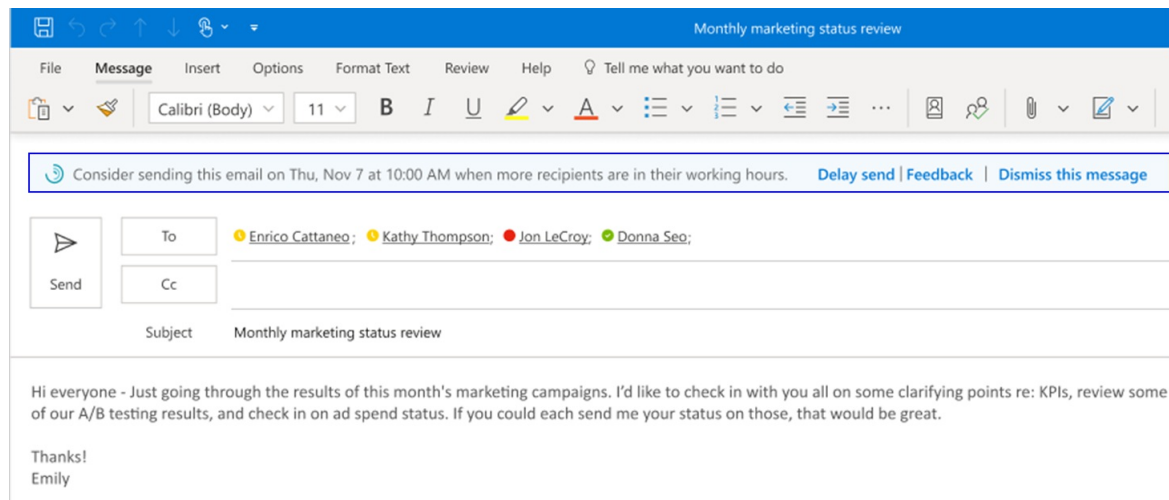 Monthly marketing status review
File Message Insert Options Format Text Review Help Tell me what you want to do
Calibri (Body) 11 B I U A
Consider sending this email on Thu, Nov 7 at 10:00 AM when more recipients are in their working hours. Delay send | Feedback | Dismiss this message
To Enrico Cattaneo; Kathy Thompson; Jon LeCroy; Donna Seo;
Send Cc
Subject Monthly marketing status review
Hi everyone - Just going through the results of this month's marketing campaigns. I'd like to check in with you all on some clarifying points re: KPIs, review some
of our A/B testing results, and check in on ad spend status. If you could each send me your status on those, that would be great.
Thanks!
Emily